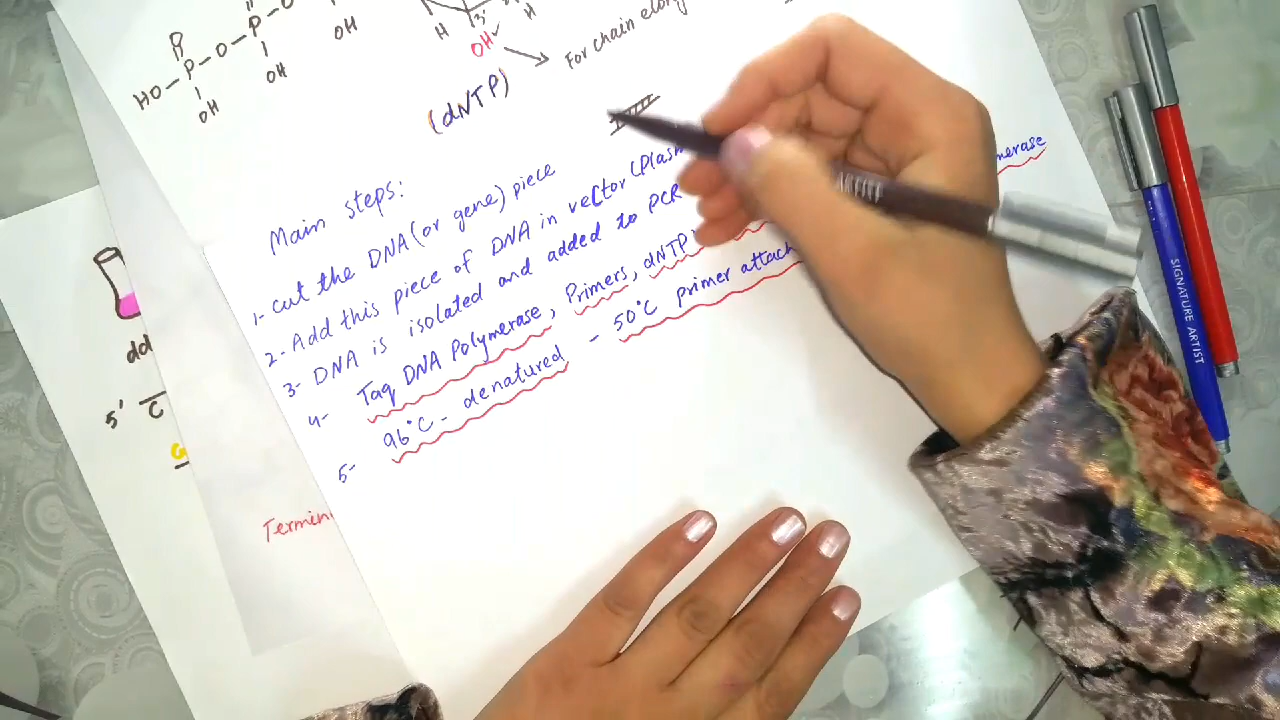 O
HO - P - O - P - O
OH
OH
OH
H
3'
H
OH
For chain elong
(dNTP)
Main steps:
1- cut the DNA (or gene) piece
2- Add this piece of DNA in vector (Plasm
3- DNA is isolated and added to PCR
merase
4- Taq DNA Polymerase, Primers, dNTP
5- 96°C - denatured - 50°C primer attach
dd
5' C
G
Termin
SIGNATURE ARTIST